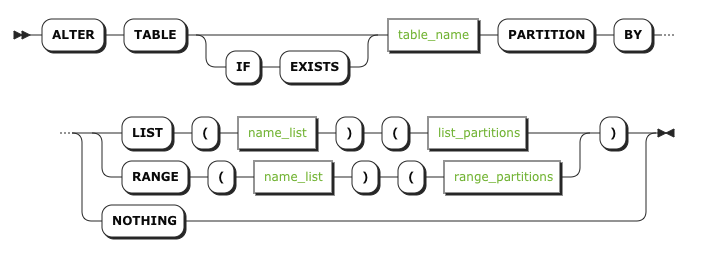 ALTER TABLE table_name PARTITION BY
IF EXISTS
LIST ( name_list ) ( list_partitions )
RANGE ( name_list ) ( range_partitions
NOTHING